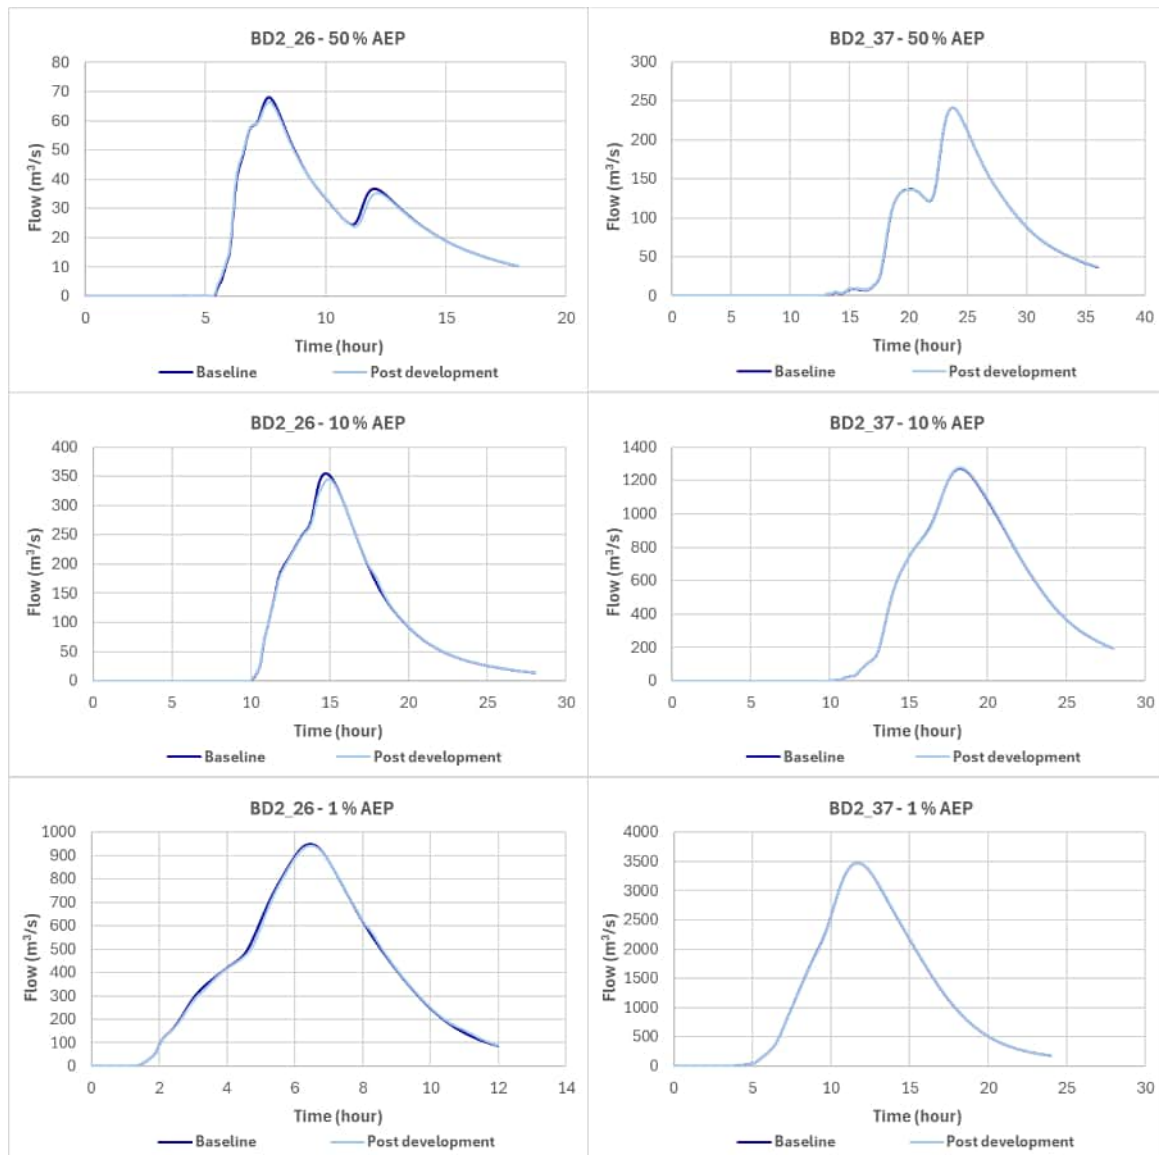 BD2_26 - 50 % AEP
80
70
60
50
40
30
20
10
0
Flow (m³/s)
0 5 10 15 20
Time (hour)
Baseline Post development
BD2_37 - 50 % AEP
300
250
200
150
100
50
0
Flow (m³/s)
0 5 10 15 20 25 30 35 40
Time (hour)
Baseline Post development
BD2_26 - 10 % AEP
400
350
300
250
200
150
100
50
0
Flow (m³/s)
0 5 10 15 20 25 30
Time (hour)
Baseline Post development
BD2_37 - 10 % AEP
1400
1200
1000
800
600
400
200
0
Flow (m³/s)
0 5 10 15 20 25 30
Time (hour)
Baseline Post development
BD2_26 - 1 % AEP
1000
900
800
700
600
500
400
300
200
100
0
Flow (m³/s)
0 2 4 6 8 10 12 14
Time (hour)
Baseline Post development
BD2_37 - 1 % AEP
4000
3500
3000
2500
2000
1500
1000
500
0
Flow (m³/s)
0 5 10 15 20 25 30
Time (hour)
Baseline Post development